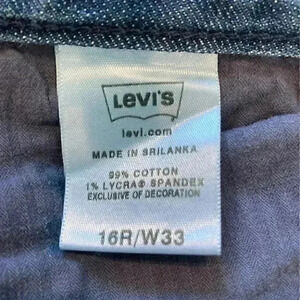 LEVI'S
levi.com
MADE IN SRILANKA
99% COTTON
1% LYCRA® SPANDEX
EXCLUSIVE OF DECORATION
16R/W33